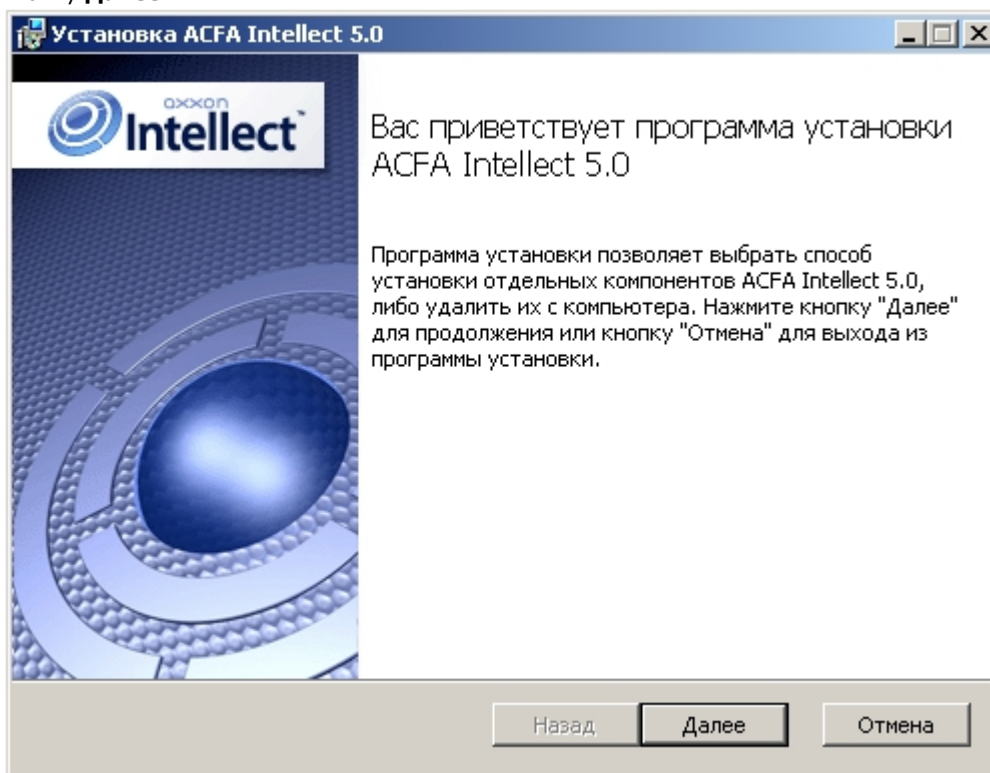 Установка ACFA Intellect 5.0
axxon
Intellect
Вас приветствует программа установки
ACFA Intellect 5.0
Программа установки позволяет выбрать способ
установки отдельных компонентов ACFA Intellect 5.0,
либо удалить их с компьютера. Нажмите кнопку "Далее"
для продолжения или кнопку "Отмена" для выхода из
программы установки.
Назад
Далее
Отмена